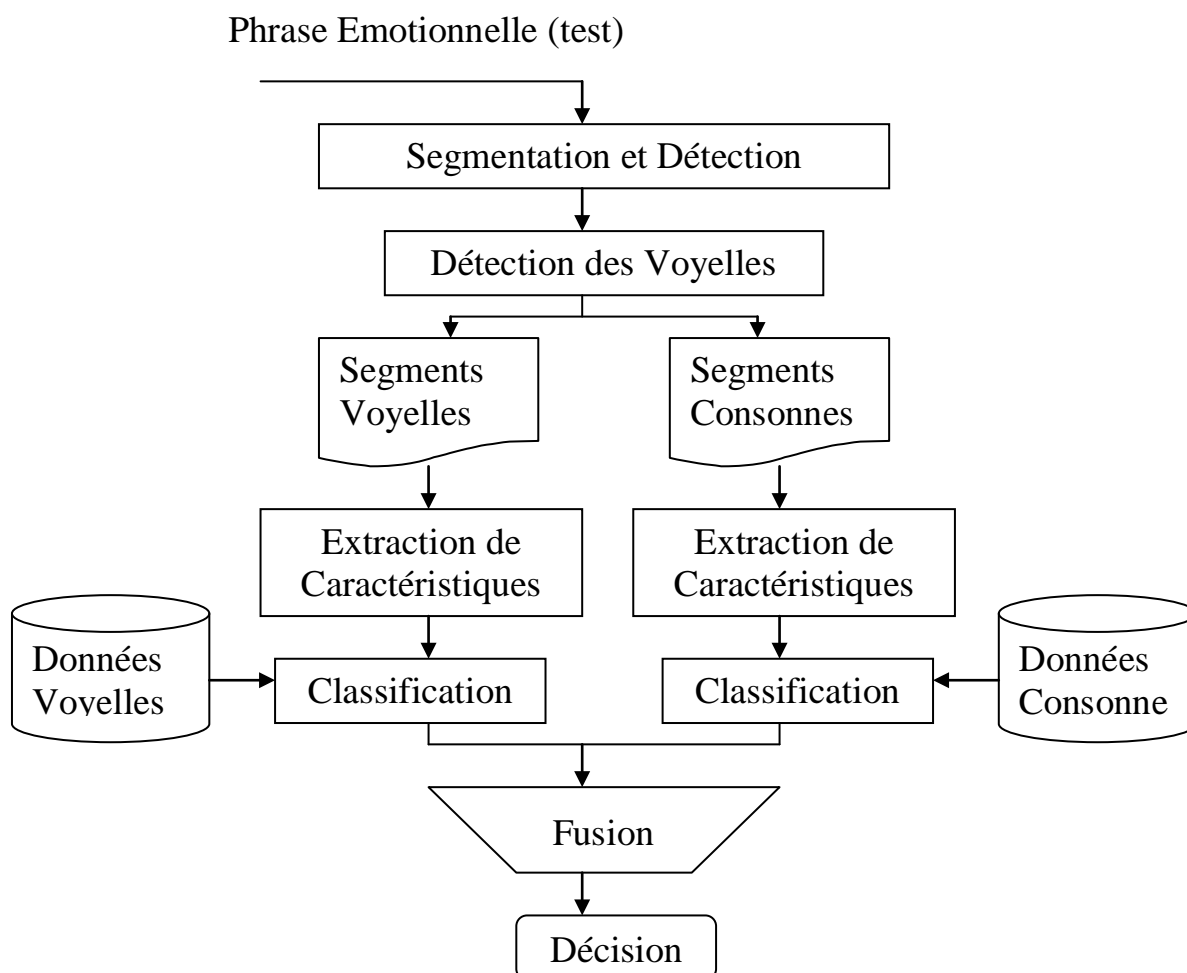 Phrase Emotionnelle (test)
Segmentation et Détection
Détection des Voyelles
Segments
Voyelles
Segments
Consonnes
Extraction de
Caractéristiques
Extraction de
Caractéristiques
Données
Voyelles
Classification
Classification
Données
Consonne
Fusion
Décision